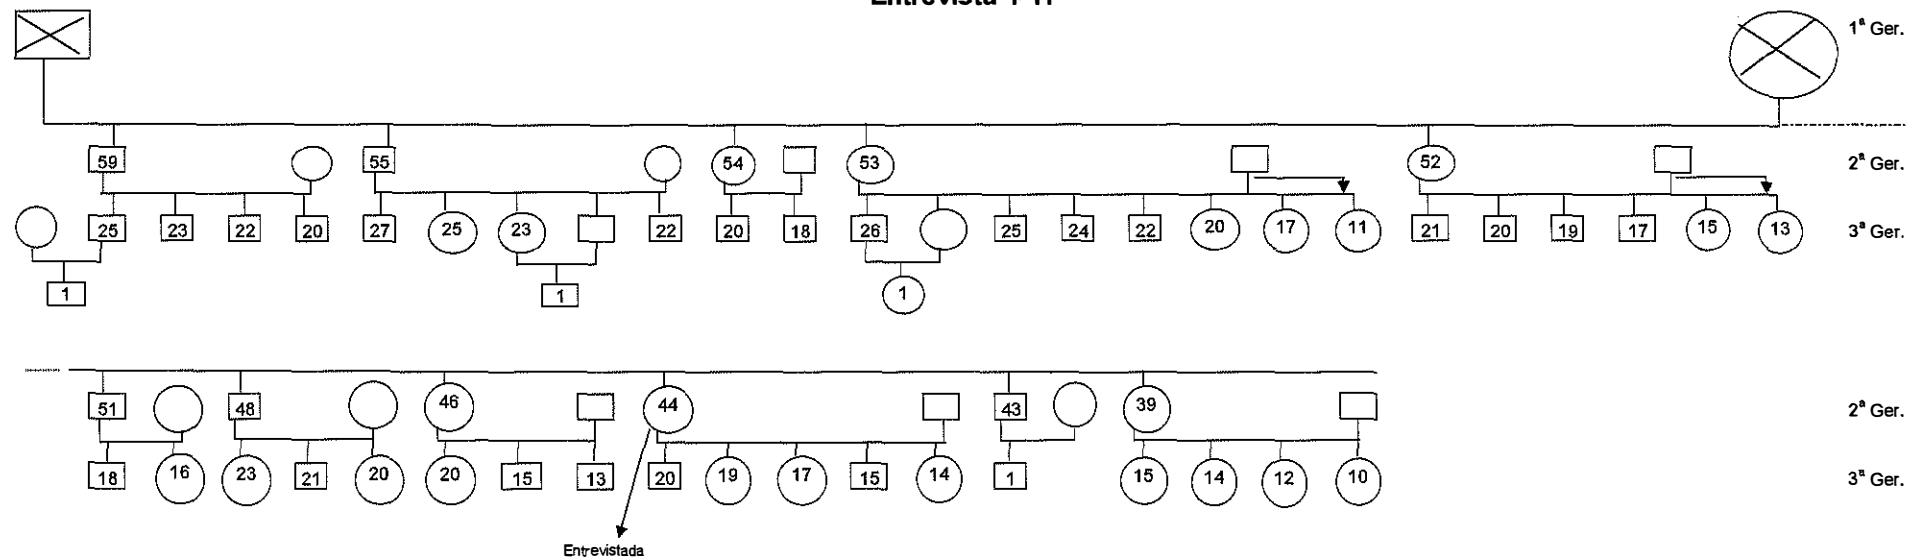 1ª Ger.
59 55 54 53 52 2ª Ger.
25 23 22 20 27 25 23 22 20 18 26 25 24 22 20 17 11 21 20 19 17 15 13 3ª Ger.
1 1 1
51 48 46 44 43 39 2ª Ger.
18 16 23 21 20 20 15 13 20 19 17 15 14 1 15 14 12 10 3ª Ger.
Entrevistada